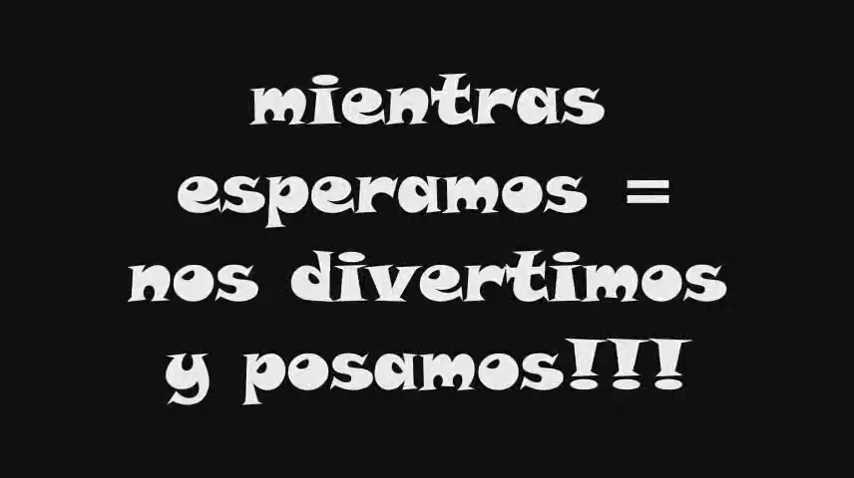 mientras
esperamos =
nos divertimos
y posamos!!!